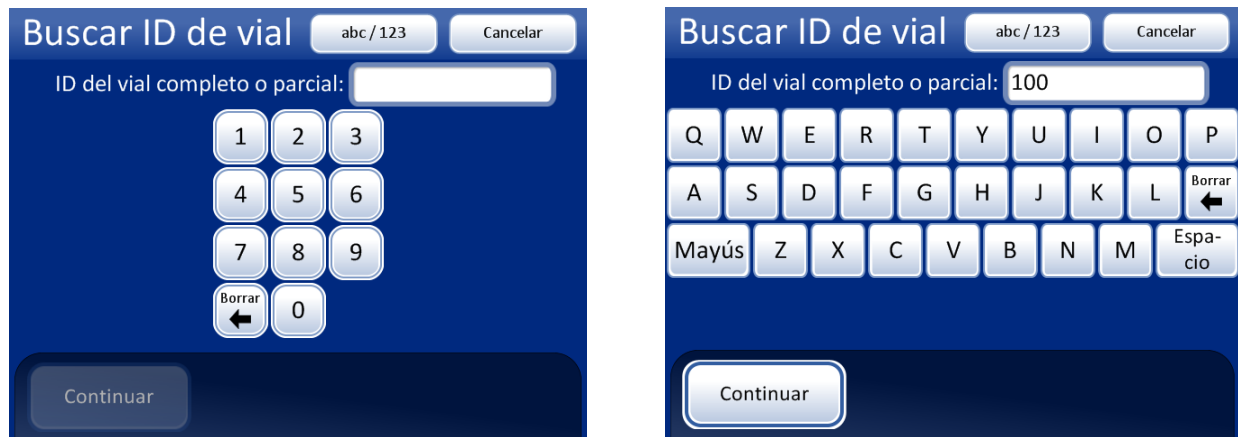 Buscar ID de vial abc / 123 Cancelar
ID del vial completo o parcial:
1 2 3
4 5 6
7 8 9
Borrar 0
Continuar
Buscar ID de vial abc / 123 Cancelar
ID del vial completo o parcial: 100
Q W E R T Y U I O P
A S D F G H J K L Borrar
Mayús Z X C V B N M Espa-
cio
Continuar